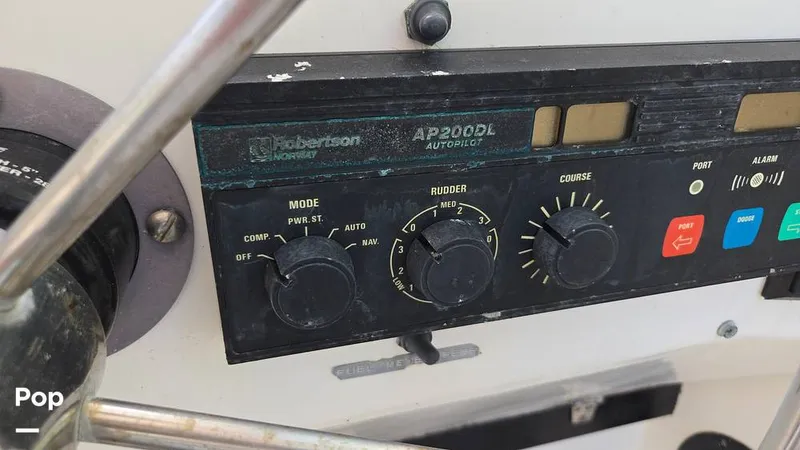 Robertson
NORWAY
AP200DL
AUTOPILOT
MODE
PWR. ST.
COMP.
AUTO
OFF
NAV.
RUDDER
MED
0 1 2 3
3 0
2
LOW 1
COURSE
PORT
ALARM
PORT
DODGE
Pop